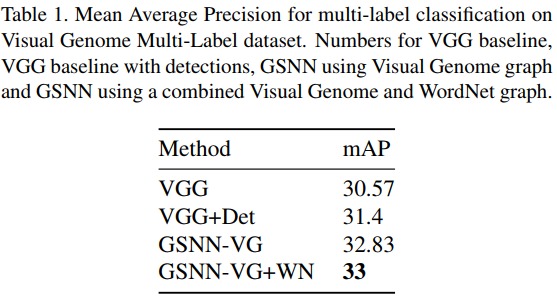 Table 1. Mean Average Precision for multi-label classification on
Visual Genome Multi-Label dataset. Numbers for VGG baseline,
VGG baseline with detections, GSNN using Visual Genome graph
and GSNN using a combined Visual Genome and WordNet graph.
Method mAP
VGG 30.57
VGG+Det 31.4
GSNN-VG 32.83
GSNN-VG+WN 33